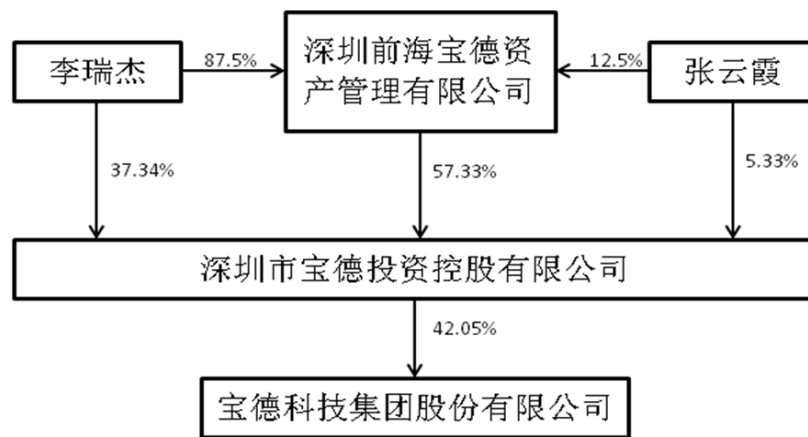 李瑞杰
87.5%
深圳前海宝德资
产管理有限公司
12.5%
张云霞
37.34%
57.33%
5.33%
深圳市宝德投资控股有限公司
42.05%
宝德科技集团股份有限公司